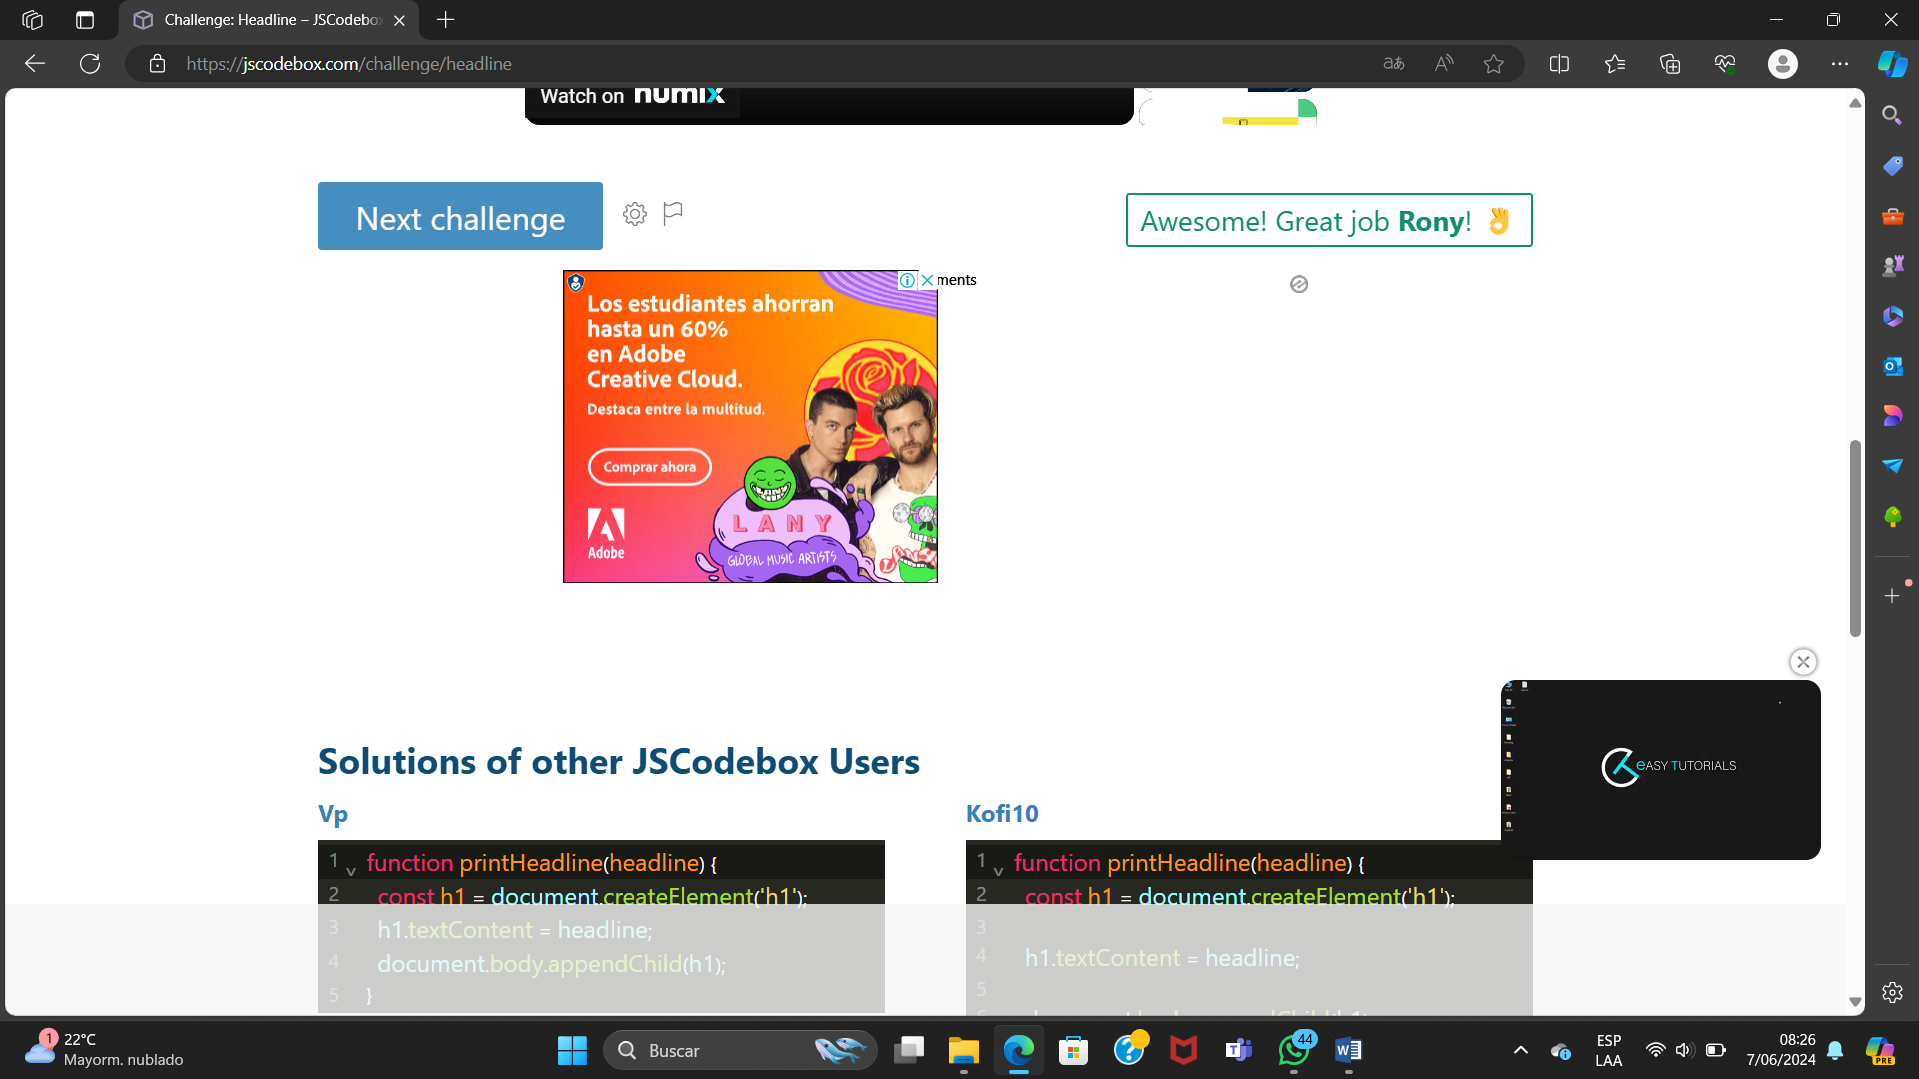 Challenge: Headline – JSCodebo
https://jscodebox.com/challenge/headline
Watch on numix
Next challenge
Awesome! Great job Rony! 👌
ments
Los estudiantes ahorran
hasta un 60%
en Adobe
Creative Cloud.
Destaca entre la multitud.
Comprar ahora
Adobe
LANY
GLOBAL MUSIC ARTISTS
EASY TUTORIALS
Solutions of other JSCodebox Users
Vp
1 function printHeadline(headline) {
2 const h1 = document.createElement('h1');
3 h1.textContent = headline;
4 document.body.appendChild(h1);
5 }
Kofi10
1 function printHeadline(headline) {
2 const h1 = document.createElement('h1');
3
4 h1.textContent = headline;
5
1
22°C
Mayorm. nublado
Buscar
44
ESP
LAA
08:26
7/06/2024
PRE